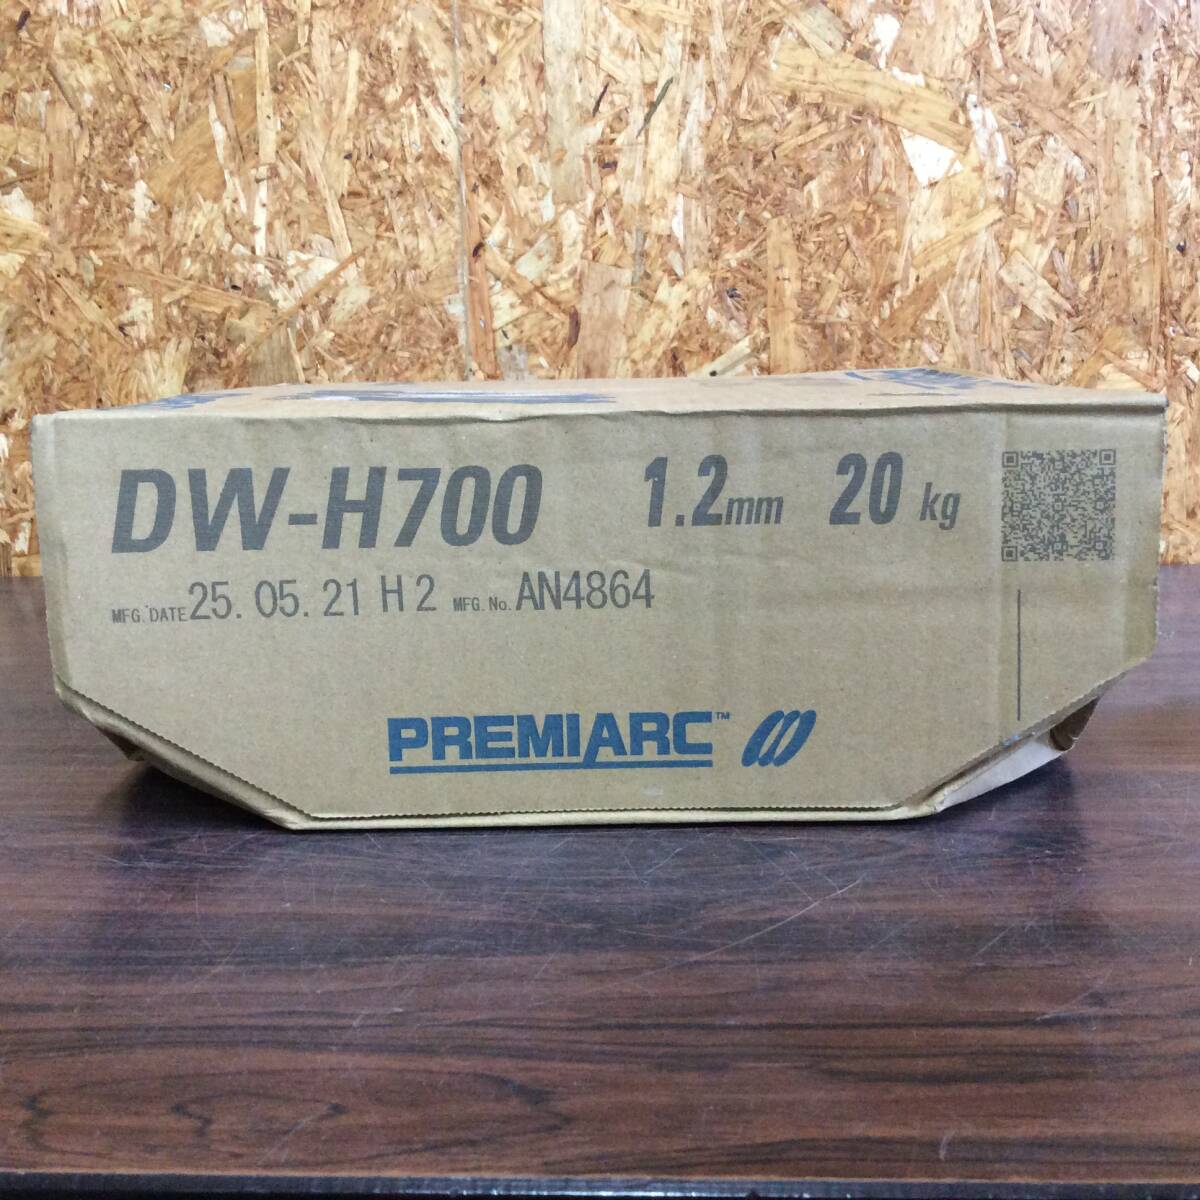 DW-H700 1.2mm 20 kg
MFG. DATE 25. 05. 21 H 2 MFG. No. AN4864
PREMIARC™